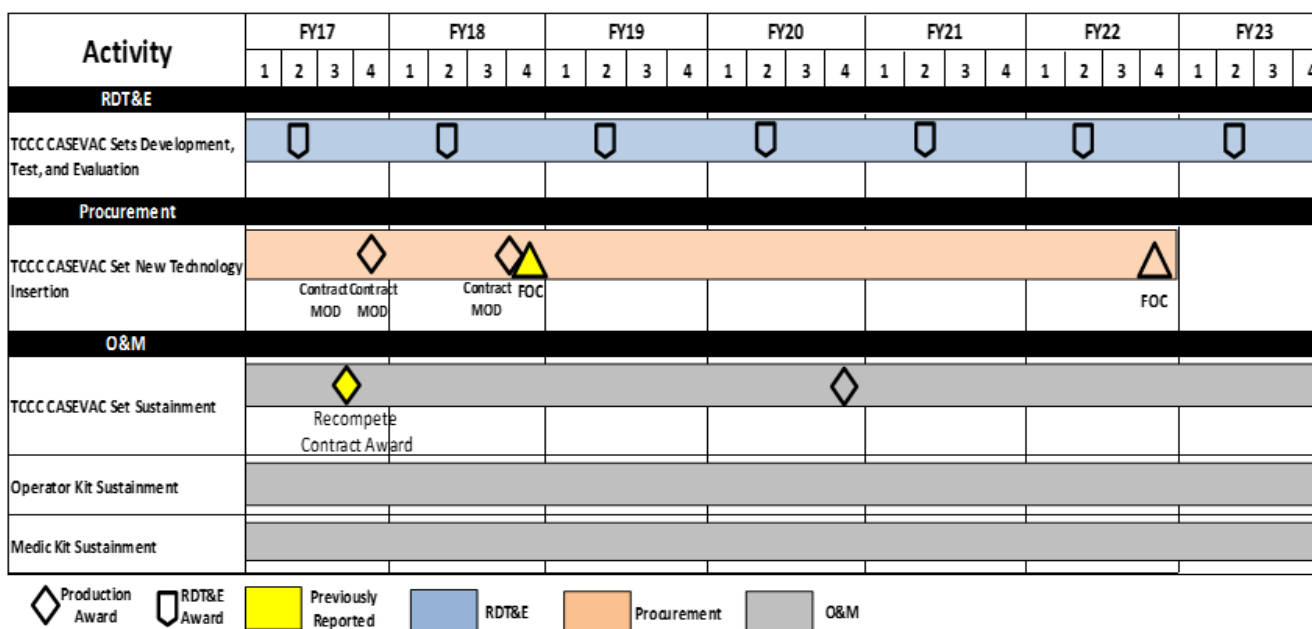 Activity FY17 FY18 FY19 FY20 FY21 FY22 FY23
1 2 3 4 1 2 3 4 1 2 3 4 1 2 3 4 1 2 3 4 1 2 3 4 1 2 3 4
RDT&E
TCCC CASEVAC Sets Development,
Test, and Evaluation
Procurement
TCCC CASEVAC Set New Technology
Insertion
Contract Contract Contract FOC FOC
MOD MOD MOD
O&M
TCCC CASEVAC Set Sustainment
Recompete
Contract Award
Operator Kit Sustainment
Medic Kit Sustainment
Production
Award
RDT&E
Award
Previously
Reported
RDT&E
Procurement
O&M